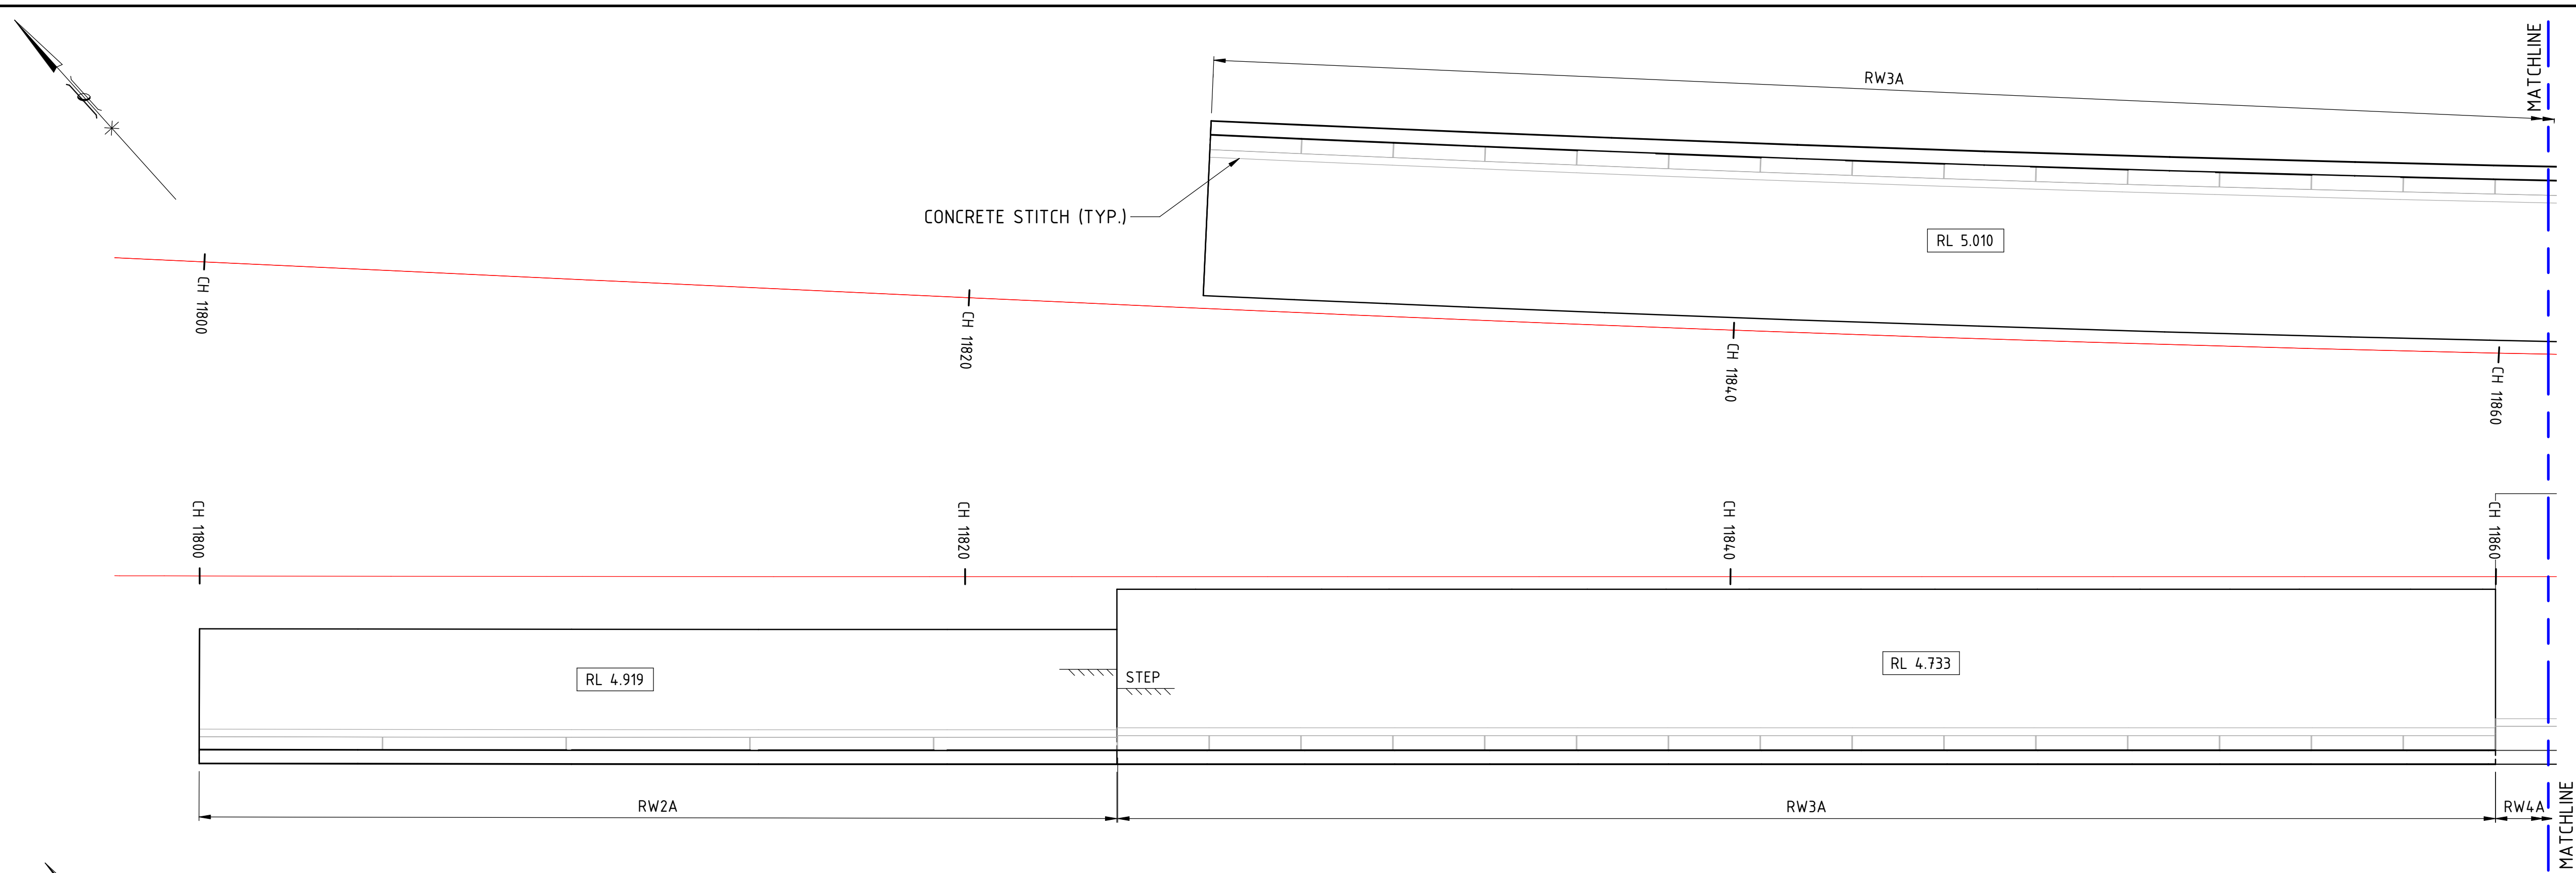 MATCHLINE
RW3A
CONCRETE STITCH (TYP.)
RL 5.010
CH 11800
CH 11820
CH 11840
CH 11860
CH 11800
CH 11820
CH 11840
CH 11860
RL 4.919
STEP
RL 4.733
RW2A
RW3A
RW4A
MATCHLINE